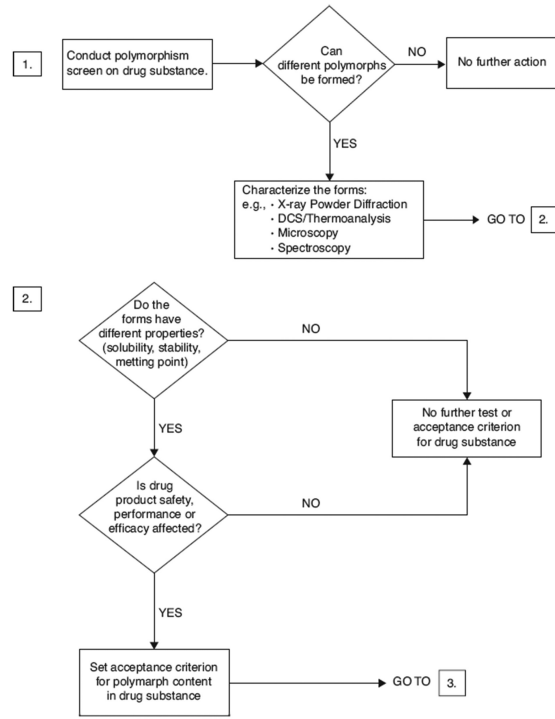 1.
Conduct polymorphism
screen on drug substance.
Can
different polymorphs
be formed?
NO
No further action
YES
Characterize the forms:
e.g., · X-ray Powder Diffraction
· DCS/Thermoanalysis
· Microscopy
· Spectroscopy
GO TO 2.
2.
Do the
forms have
different properties?
(solubility, stability,
metting point)
NO
No further test or
acceptance criterion
for drug substance
YES
Is drug
product safety,
performance or
efficacy affected?
NO
YES
Set acceptance criterion
for polymarph content
in drug substance
GO TO 3.